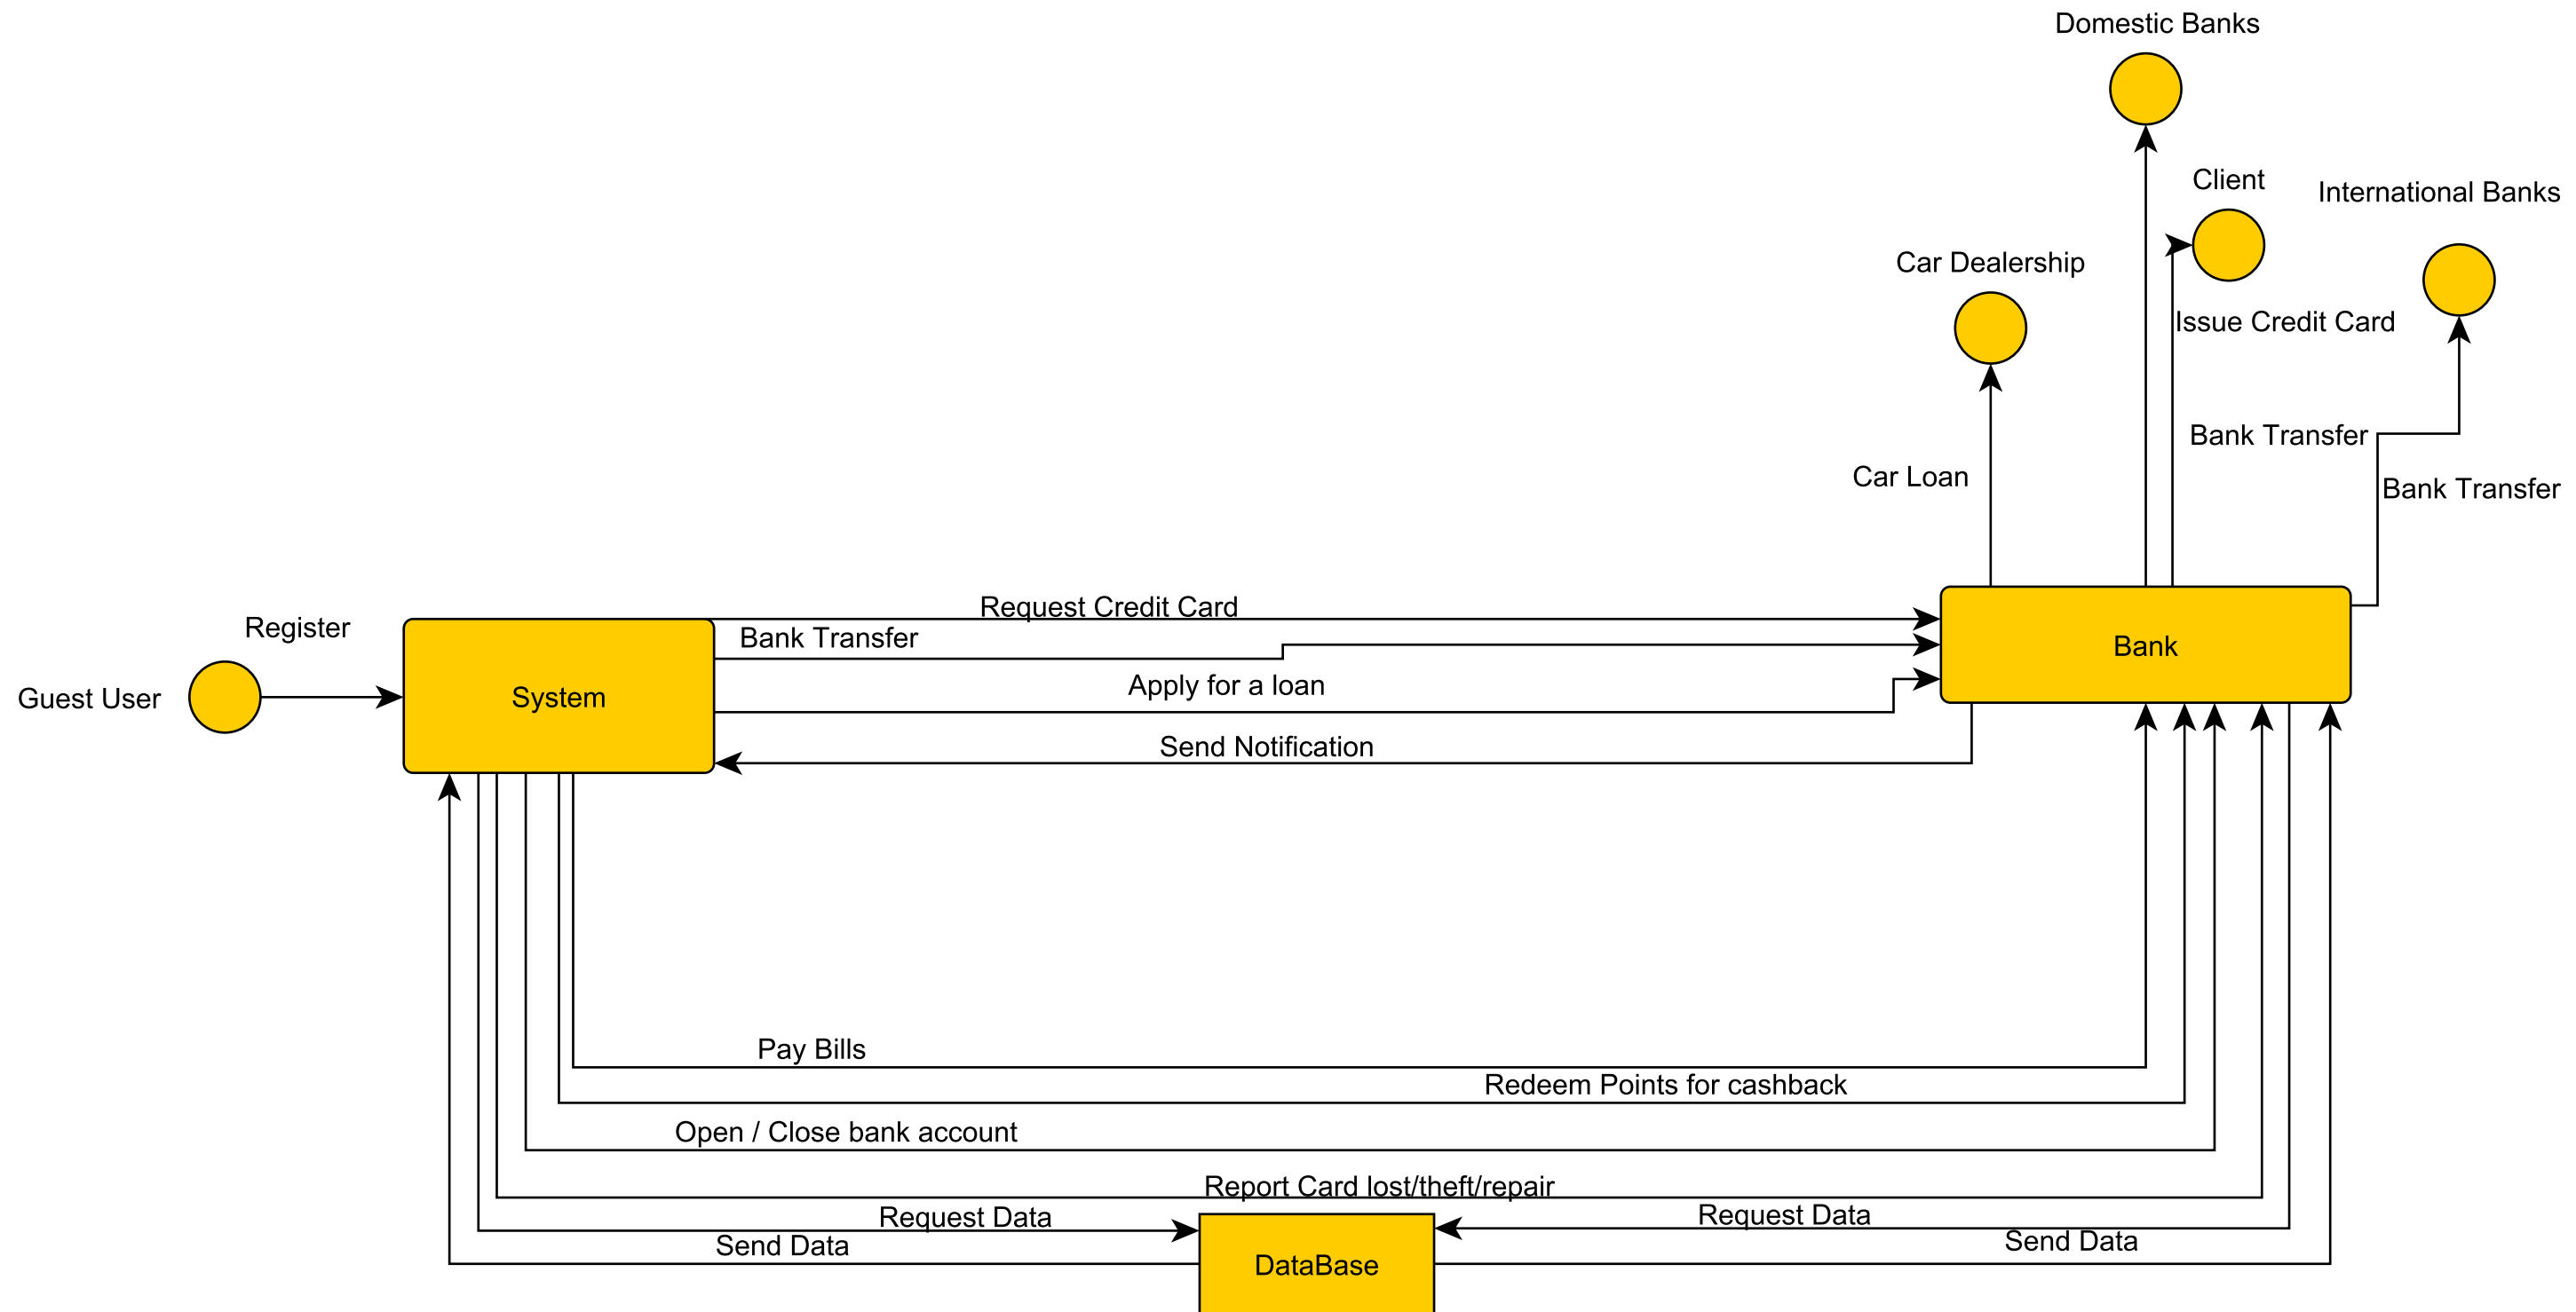 Domestic Banks
Client
International Banks
Car Dealership
Issue Credit Card
Bank Transfer
Car Loan
Bank Transfer
Request Credit Card
Register
Bank Transfer
Bank
Apply for a loan
System
Guest User
Send Notification
Pay Bills
Redeem Points for cashback
Open / Close bank account
Report Card lost/theft/repair
Request Data
Request Data
Send Data
Send Data
DataBase